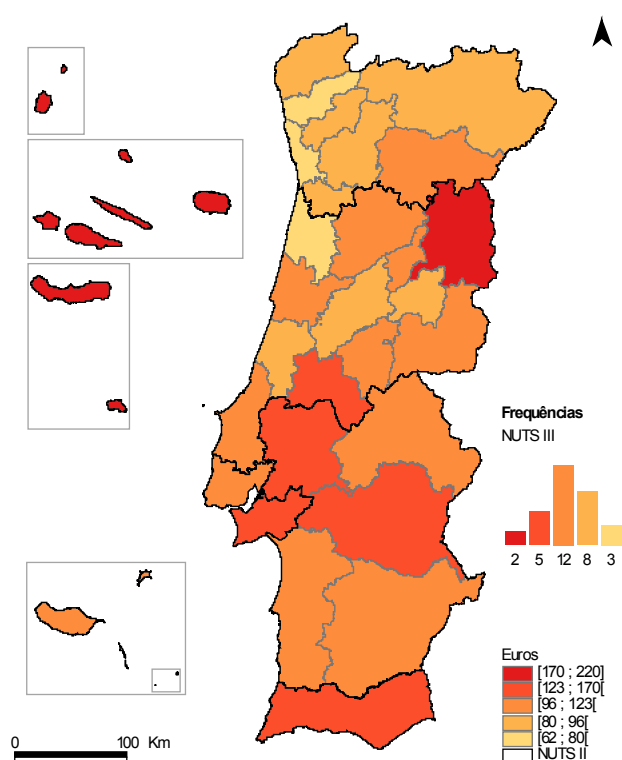 Frequências
NUTS III
2 5 12 8 3
Euros
[170 ; 220]
[123 ; 170[
[96 ; 123[
[80 ; 96[
[62 ; 80[
NUTS II
0 100 Km